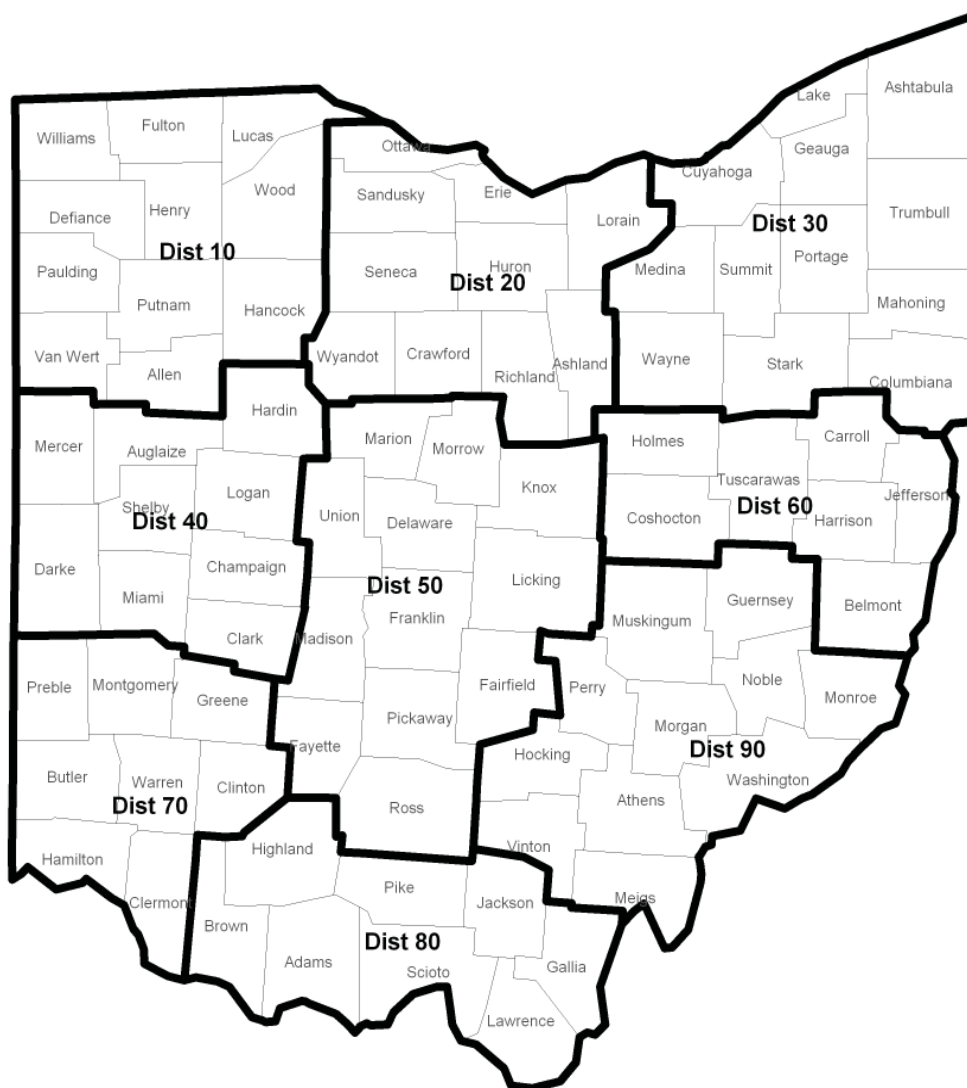 Williams
Fulton
Lucas
Wood
Defiance
Henry
Dist 10
Paulding
Putnam
Hancock
Van Wert
Allen
Ottawa
Sandusky
Erie
Lorain
Seneca
Huron
Dist 20
Wyandot
Crawford
Richland
Ashland
Lake
Ashtabula
Geauga
Cuyahoga
Trumbull
Dist 30
Medina
Summit
Portage
Mahoning
Wayne
Stark
Columbiana
Hardin
Mercer
Auglaize
Logan
Shelby
Dist 40
Darke
Champaign
Miami
Clark
Marion
Morrow
Knox
Union
Delaware
Dist 50
Licking
Franklin
Madison
Fairfield
Pickaway
Fayette
Ross
Holmes
Carroll
Tuscarawas
Jefferson
Dist 60
Coshocton
Harrison
Belmont
Preble
Montgomery
Greene
Butler
Warren
Clinton
Dist 70
Hamilton
Clermont
Highland
Pike
Jackson
Brown
Dist 80
Adams
Scioto
Gallia
Lawrence
Guernsey
Muskingum
Noble
Perry
Monroe
Morgan
Dist 90
Hocking
Washington
Athens
Vinton
Meigs